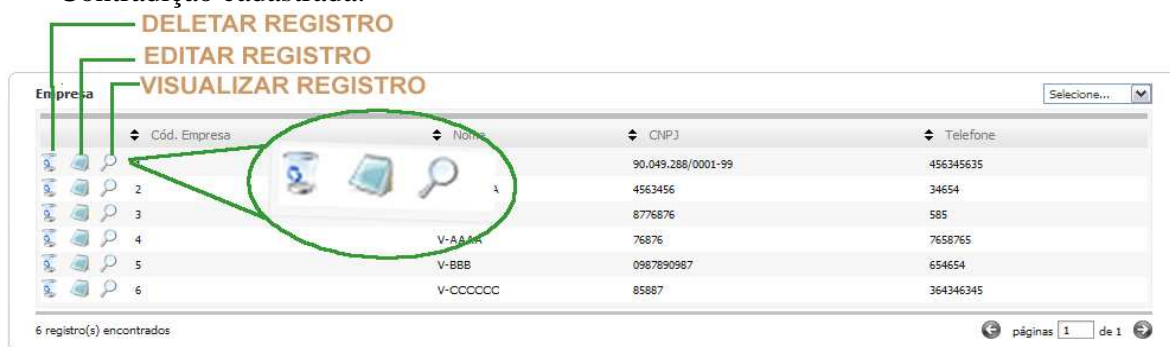 DELETAR REGISTRO
EDITAR REGISTRO
VISUALIZAR REGISTRO
Empresa Selecione...
Cód. Empresa Nome CNPJ Telefone
90.049.288/0001-99 456345635
2 4563456 34654
3 8776876 585
4 V-AAAA 76876 7658765
5 V-BBB 0987890987 654654
6 V-CCCCCC 85887 364346345
6 registro(s) encontrados páginas 1 de 1